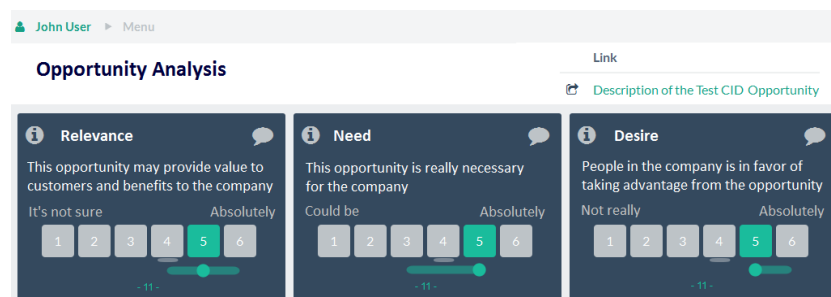 John User Menu
Opportunity Analysis
Link
Description of the Test CID Opportunity
Relevance
This opportunity may provide value to
customers and benefits to the company
It's not sure Absolutely
1 2 3 4 5 6
- 11 -
Need
This opportunity is really necessary
for the company
Could be Absolutely
1 2 3 4 5 6
- 11 -
Desire
People in the company is in favor of
taking advantage from the opportunity
Not really Absolutely
1 2 3 4 5 6
- 11 -